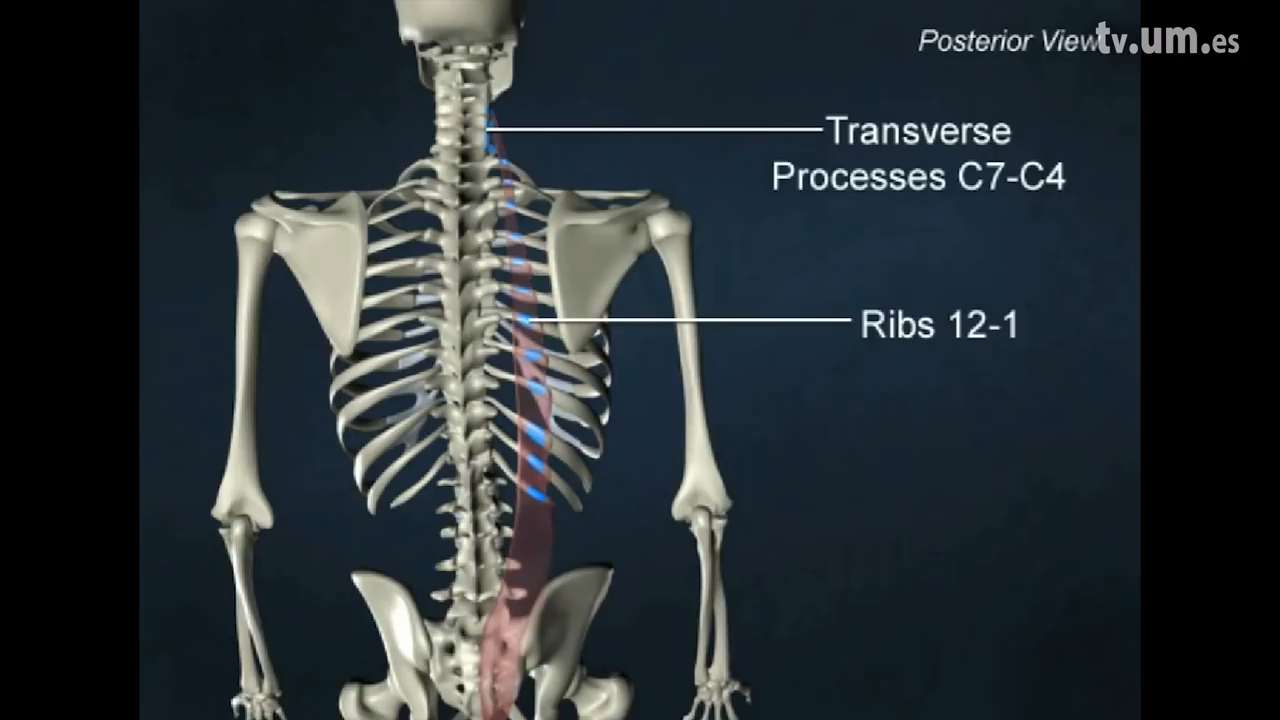 Posterior View
tv.um.es
Transverse
Processes C7-C4
Ribs 12-1